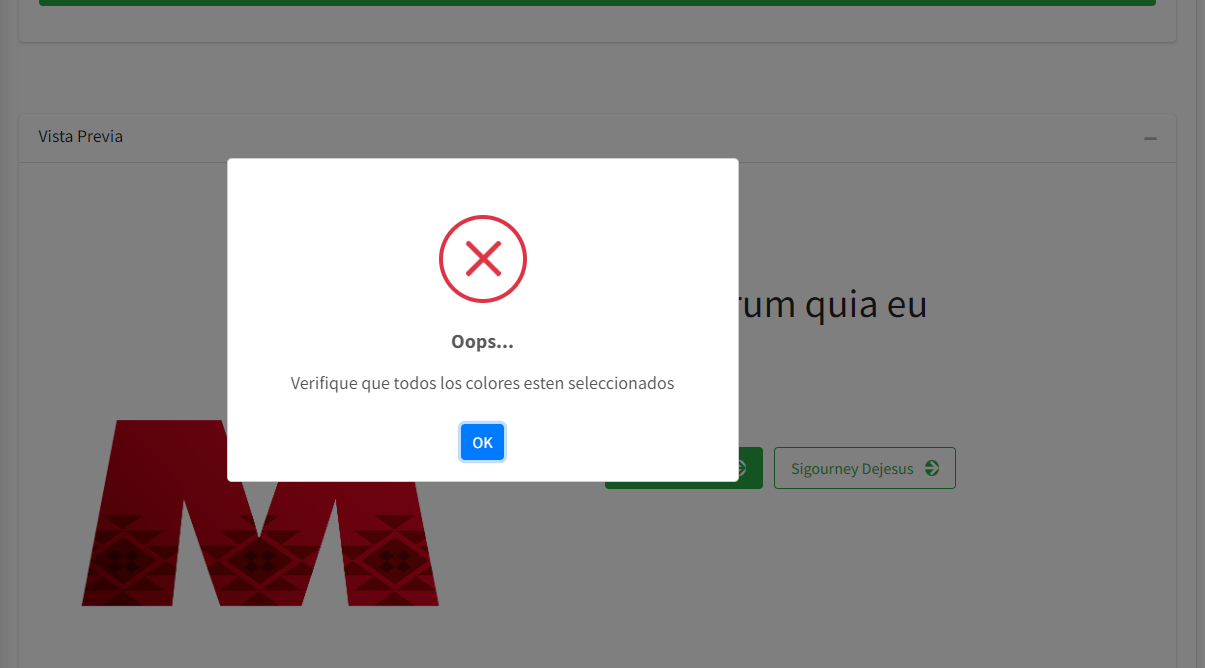 Vista Previa
rum quia eu
Oops...
Verifique que todos los colores esten seleccionados
OK
Sigourney Dejesus